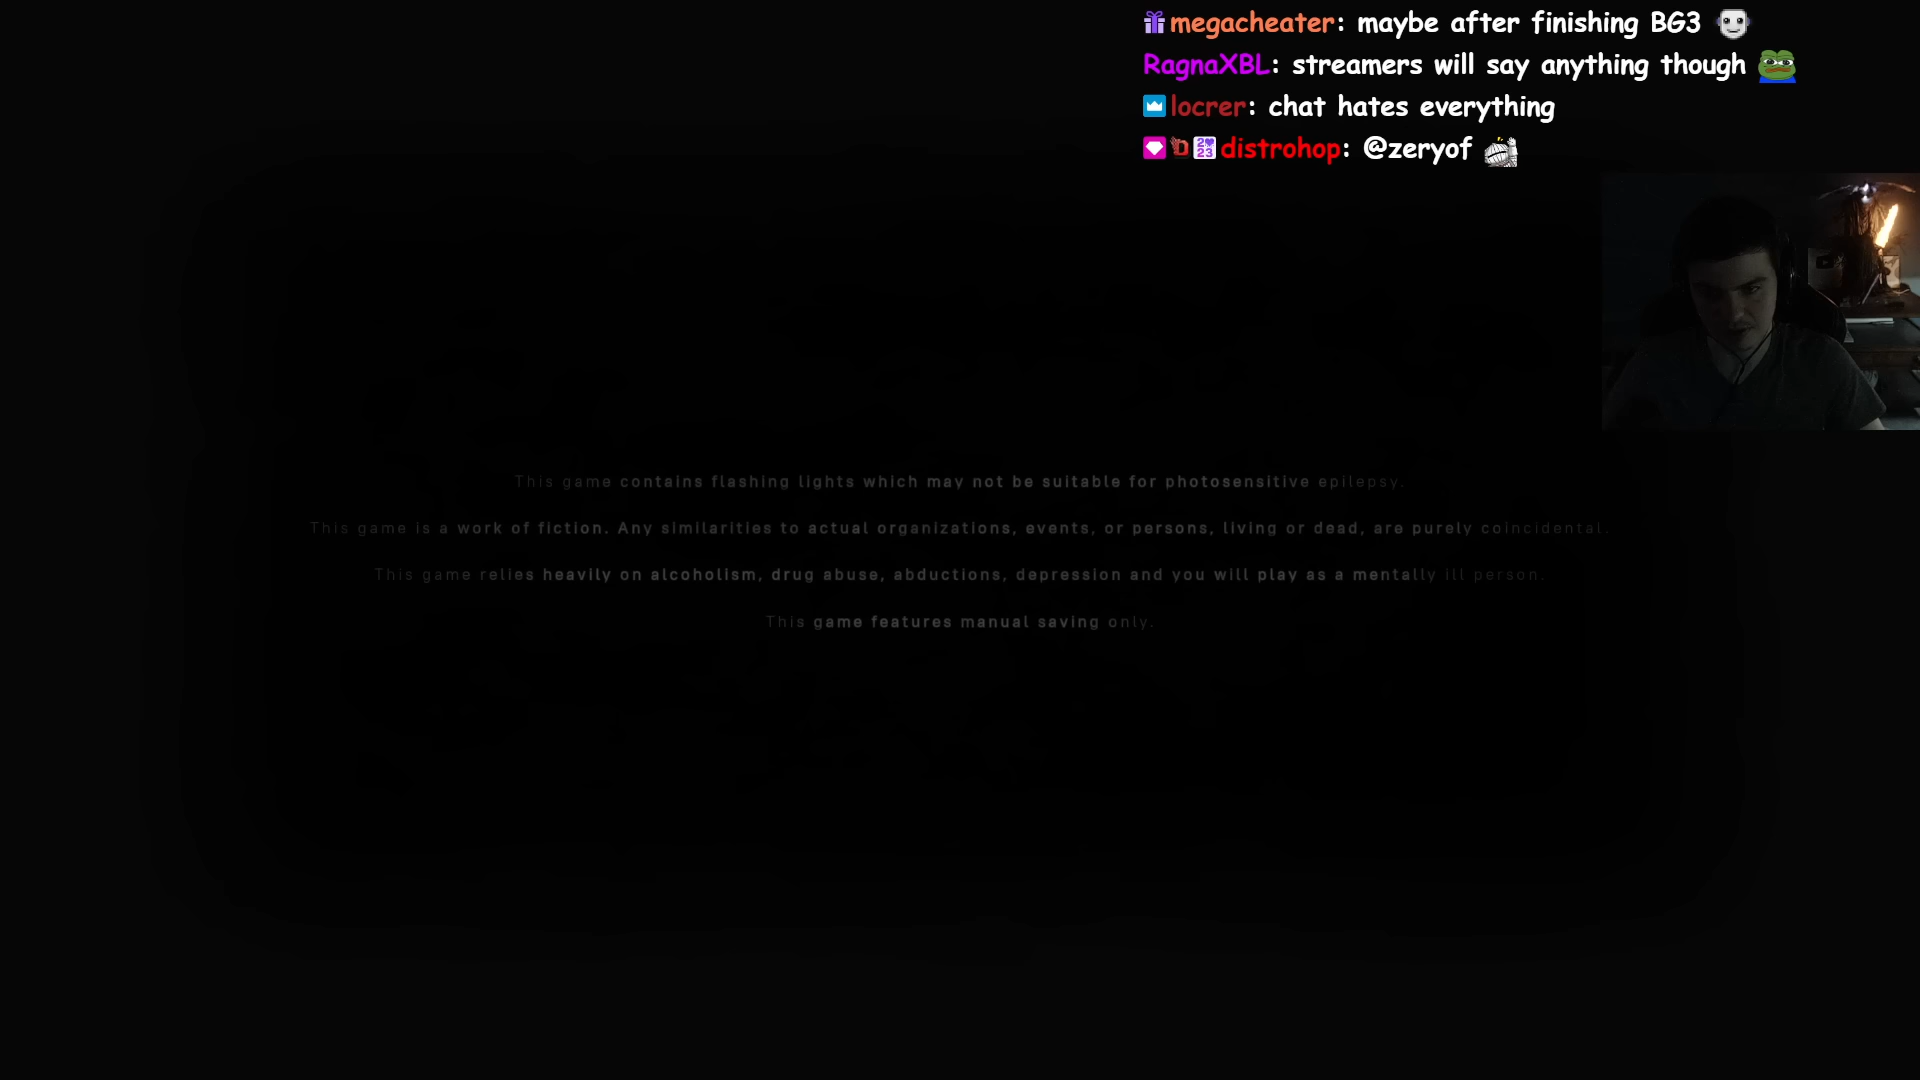 megacheater: maybe after finishing BG3
RagnaXBL: streamers will say anything though
locrer: chat hates everything
distrohop: @zeryof
This game contains flashing lights which may not be suitable for photosensitive epilepsy.
This game is a work of fiction. Any similarities to actual organizations, events, or persons, living or dead, are purely coincidental.
This game relies heavily on alcoholism, drug abuse, abductions, depression and you will play as a mentally ill person.
This game features manual saving only.